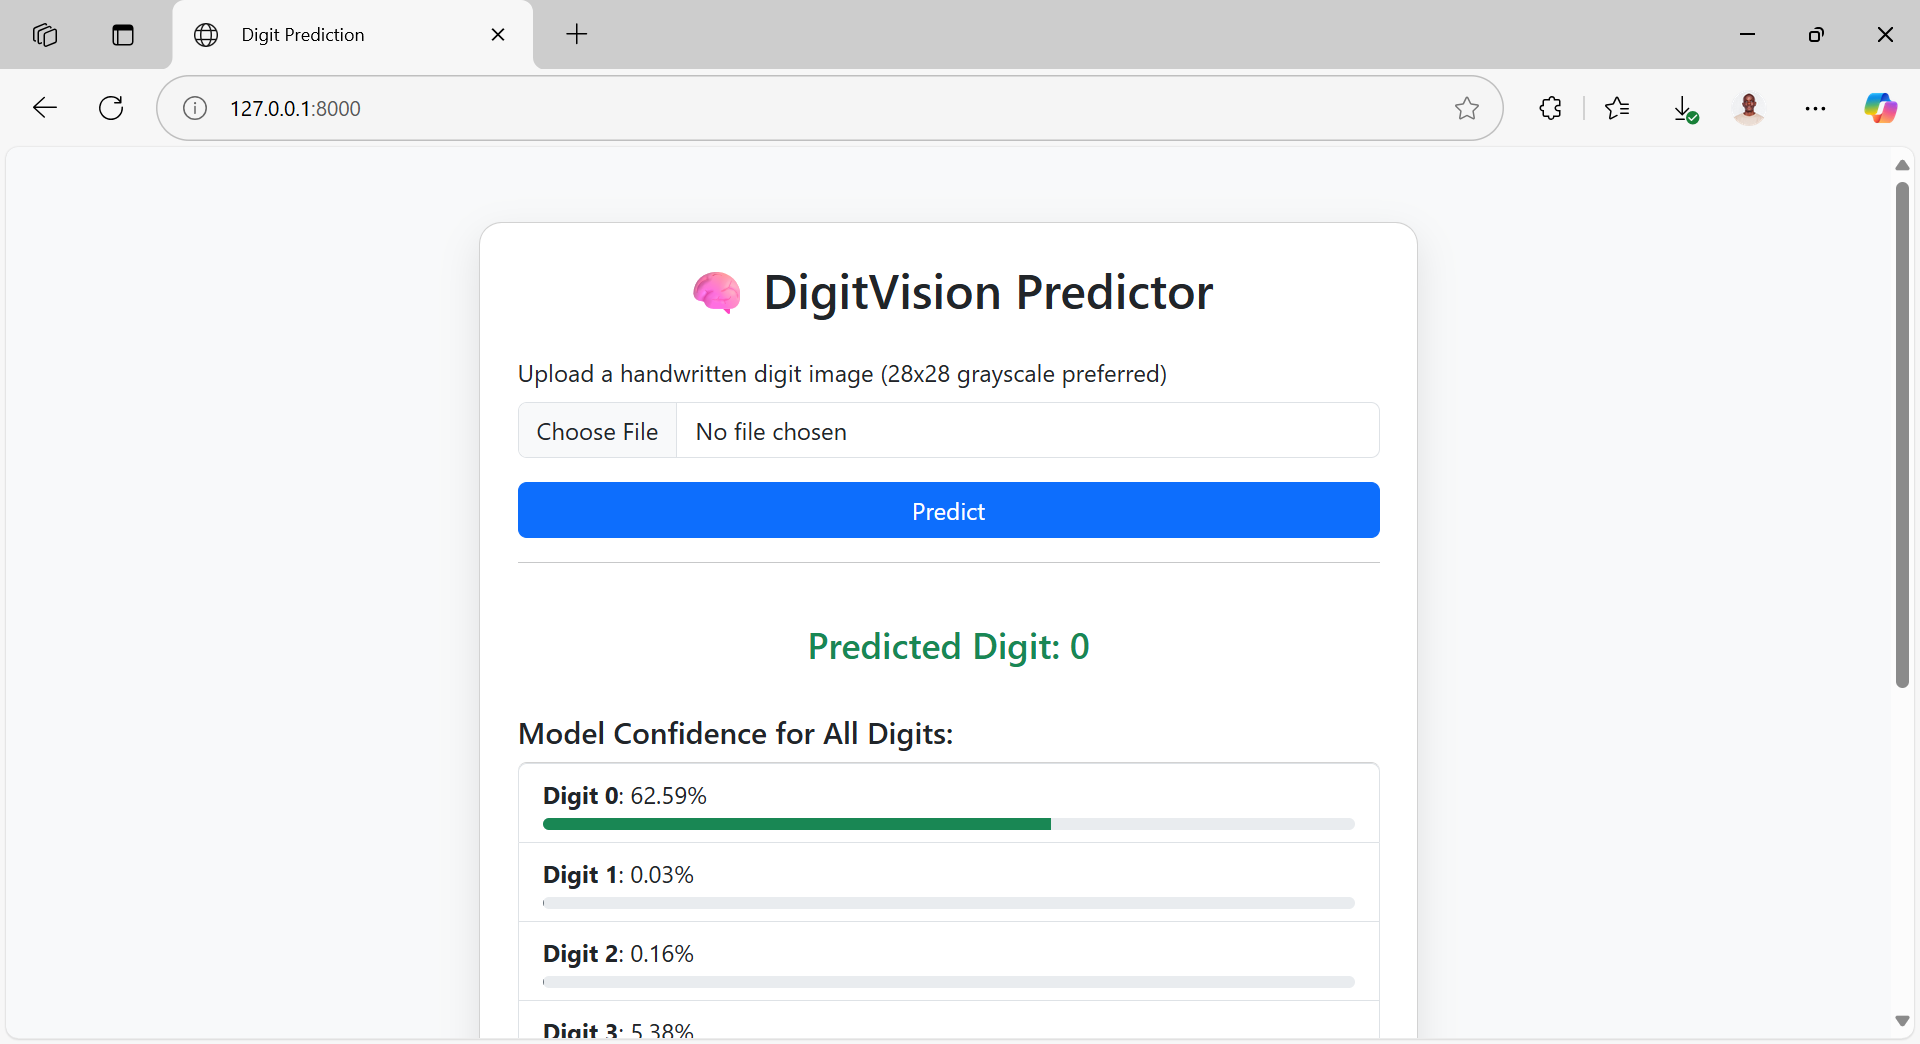 Digit Prediction
127.0.0.1:8000
DigitVision Predictor
Upload a handwritten digit image (28x28 grayscale preferred)
Choose File No file chosen
Predict
Predicted Digit: 0
Model Confidence for All Digits:
Digit 0: 62.59%
Digit 1: 0.03%
Digit 2: 0.16%
Digit 3: 5.38%